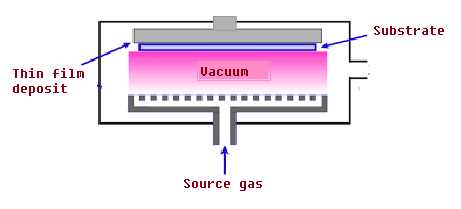 Substrate
Thin film
deposit
Vacuum
Source gas